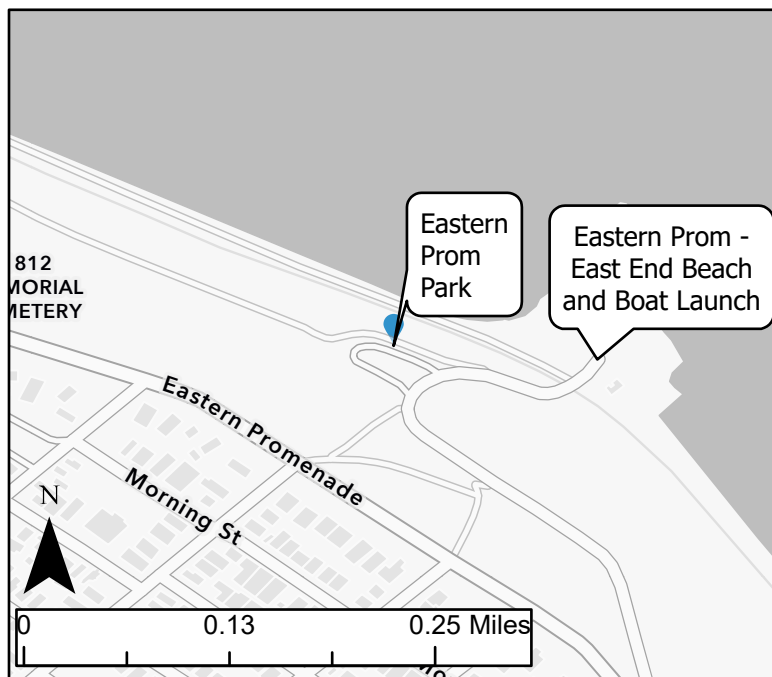 Eastern
Prom
Park
Eastern Prom -
East End Beach
and Boat Launch
812
MORIAL
METERY
Eastern Promenade
Morning St
N
0 0.13 0.25 Miles